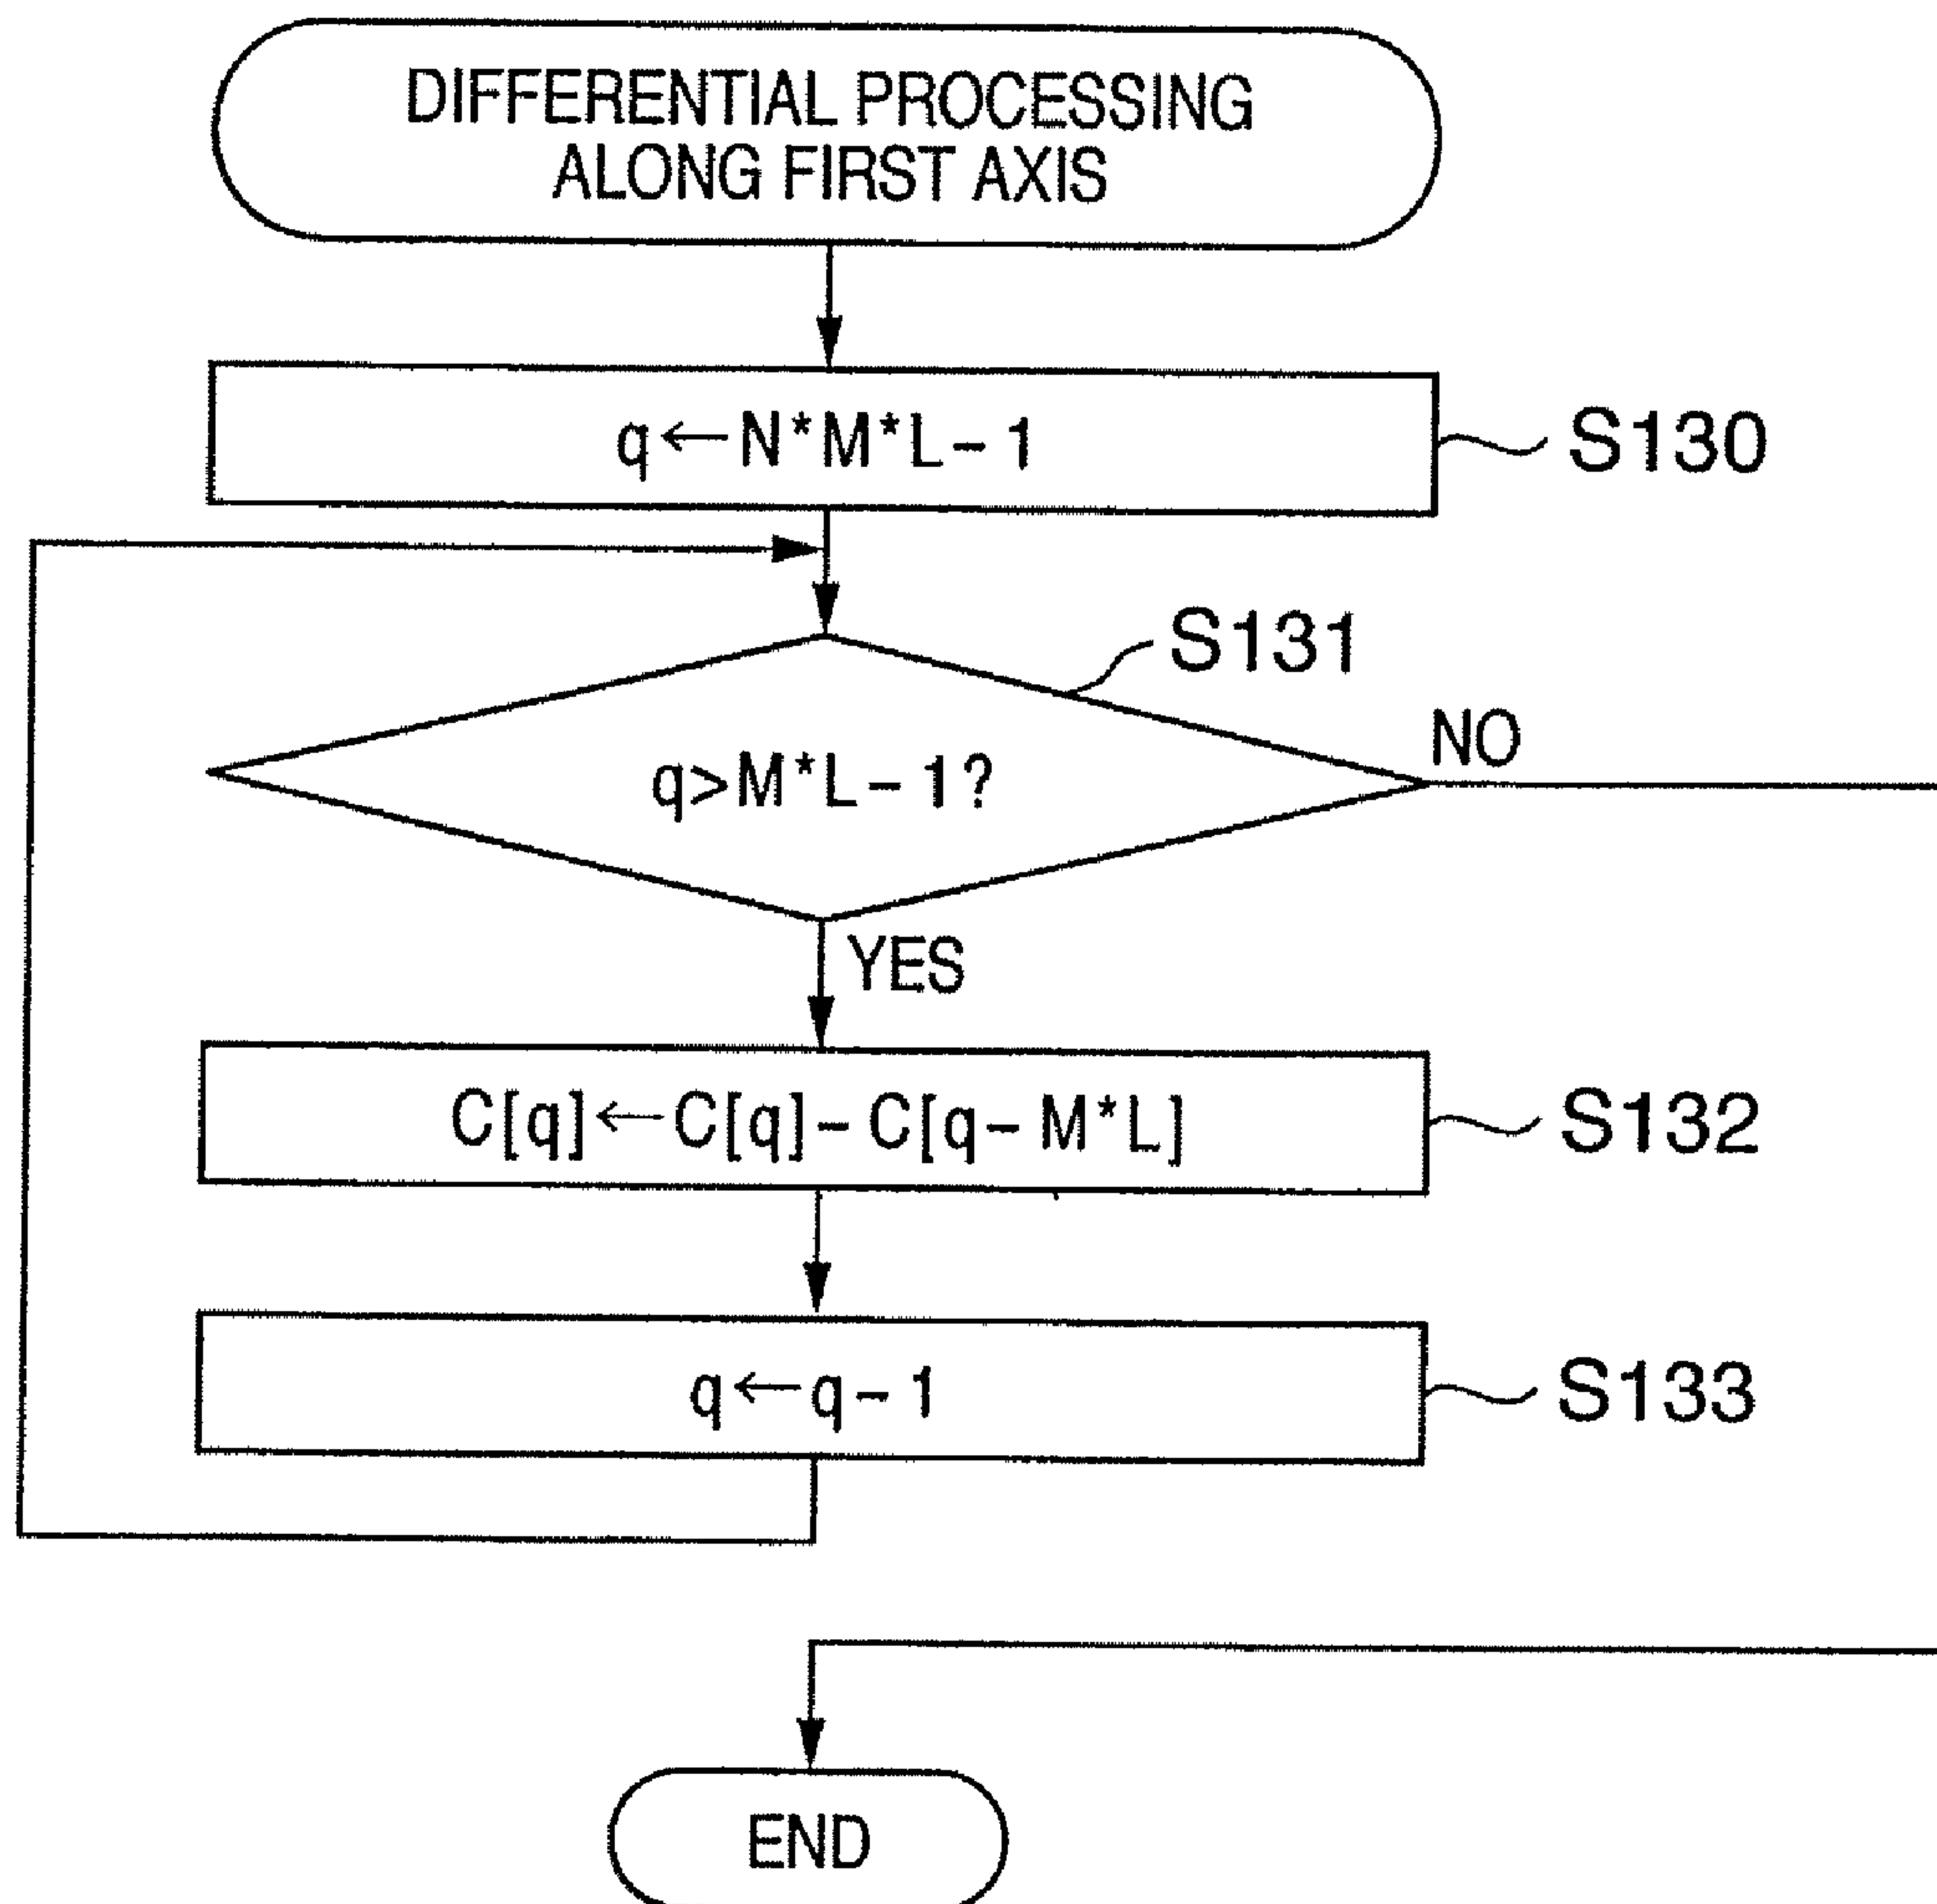 DIFFERENTIAL PROCESSING
ALONG FIRST AXIS
q←N*M*L-1
S130
S131
q>M*L-1?
NO
YES
C[q]←C[q]-C[q-M*L]
S132
q←q-1
S133
END